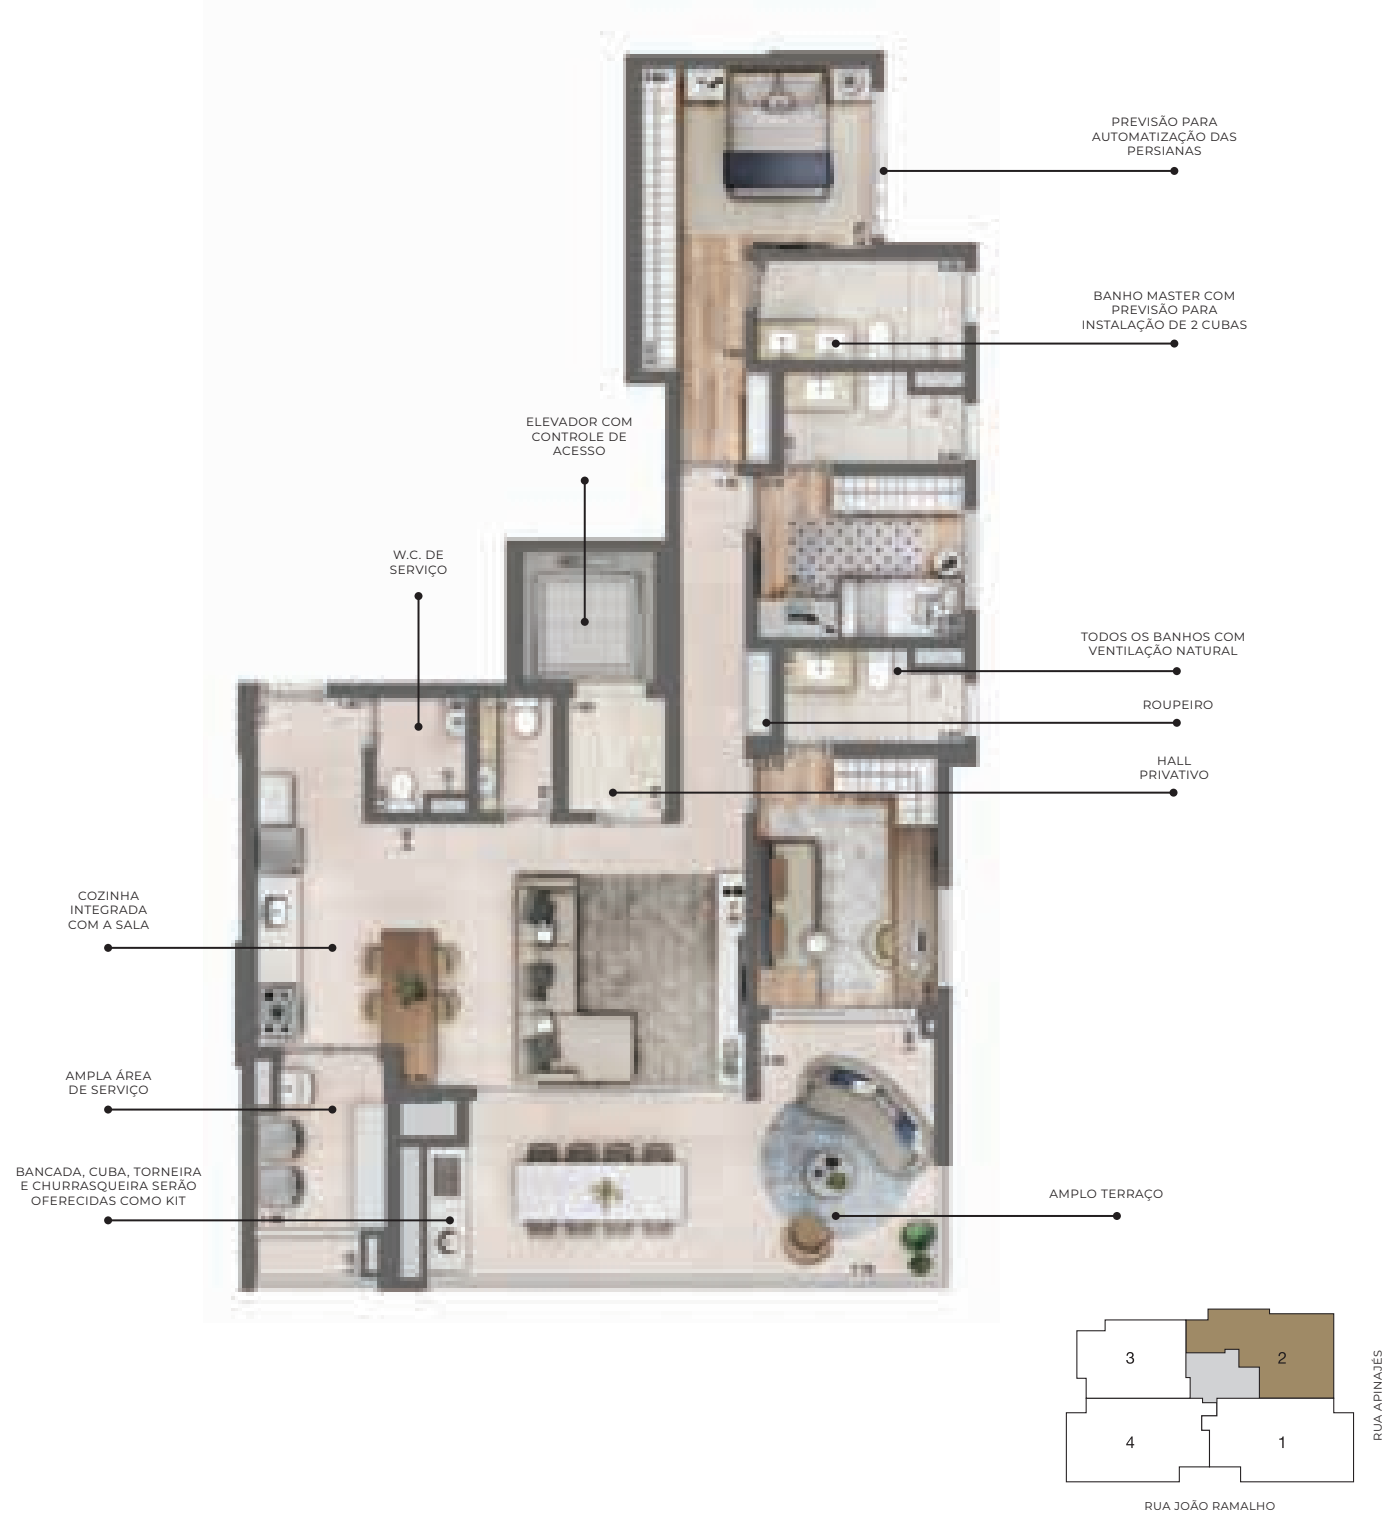 PREVISÃO PARA
AUTOMATIZAÇÃO DAS
PERSIANAS
BANHO MASTER COM
PREVISÃO PARA
INSTALAÇÃO DE 2 CUBAS
ELEVADOR COM
CONTROLE DE
ACESSO
W.C. DE
SERVIÇO
TODOS OS BANHOS COM
VENTILAÇÃO NATURAL
ROUPEIRO
HALL
PRIVATIVO
COZINHA
INTEGRADA
COM A SALA
AMPLA ÁREA
DE SERVIÇO
BANCADA, CUBA, TORNEIRA
E CHURRASQUEIRA SERÃO
OFERECIDAS COMO KIT
AMPLO TERRAÇO
3
2
4
1
RUA APINAJÉS
RUA JOÃO RAMALHO